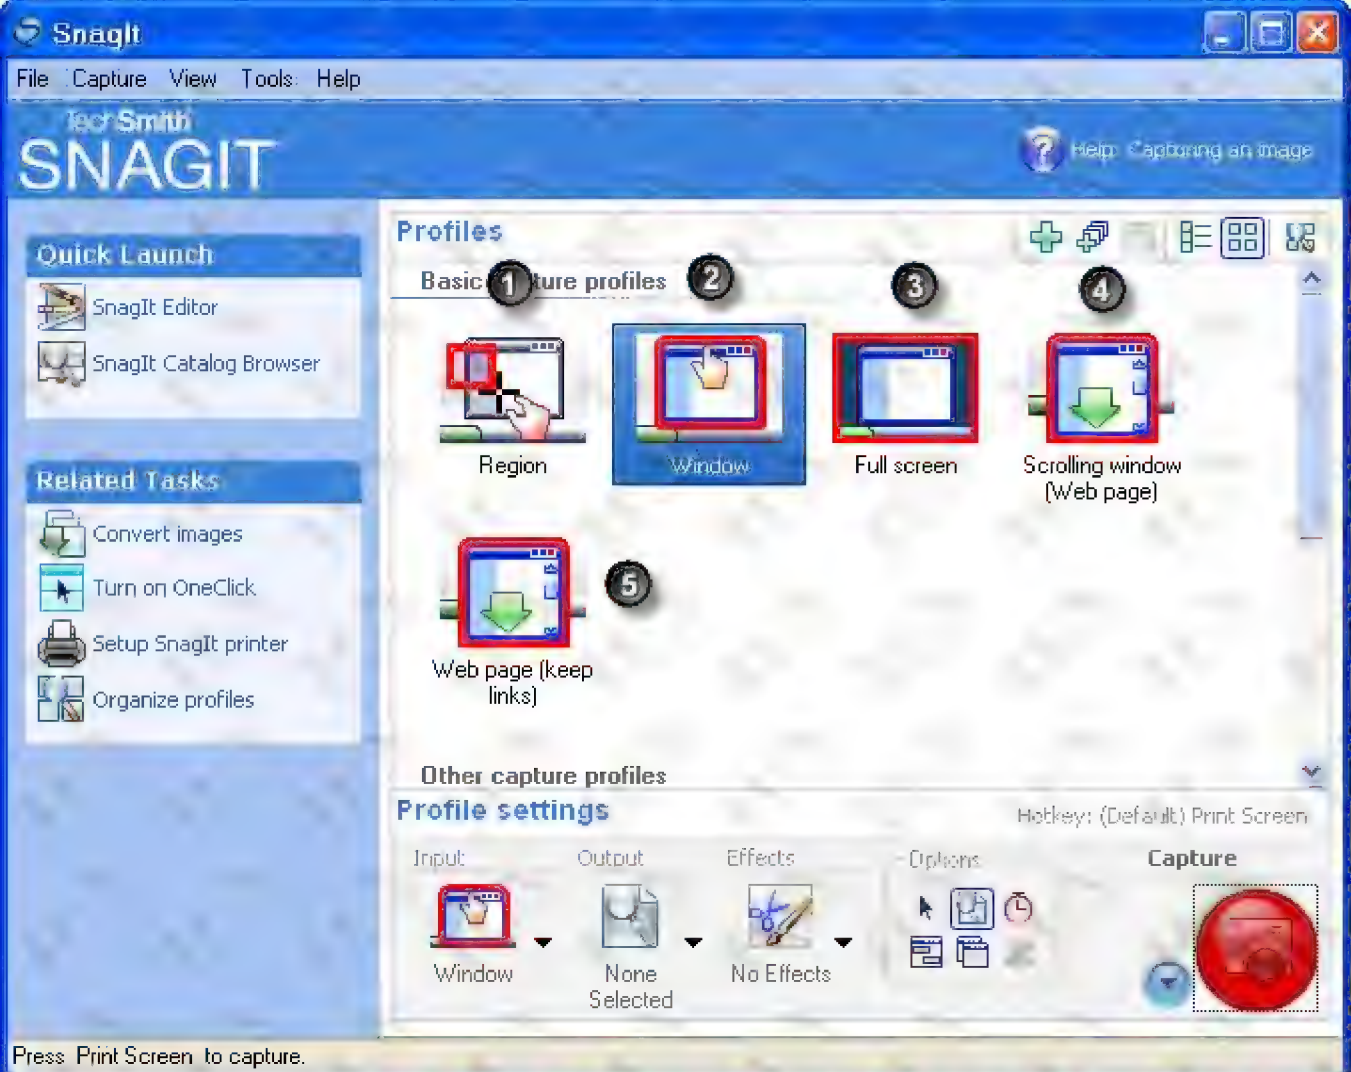 SnagIt
File Capture View Tools Help
TechSmith
SNAGIT
Help: Capturing an image
Quick Launch
SnagIt Editor
SnagIt Catalog Browser
Related Tasks
Convert images
Turn on OneClick
Setup SnagIt printer
Organize profiles
Profiles
Basic capture profiles
1
2
3
4
Region
Window
Full screen
Scrolling window
(Web page)
5
Web page (keep
links)
Other capture profiles
Profile settings
Hotkey: (Default) Print Screen
Input
Output
Effects
Options
Capture
Window
None
Selected
No Effects
Press Print Screen to capture.